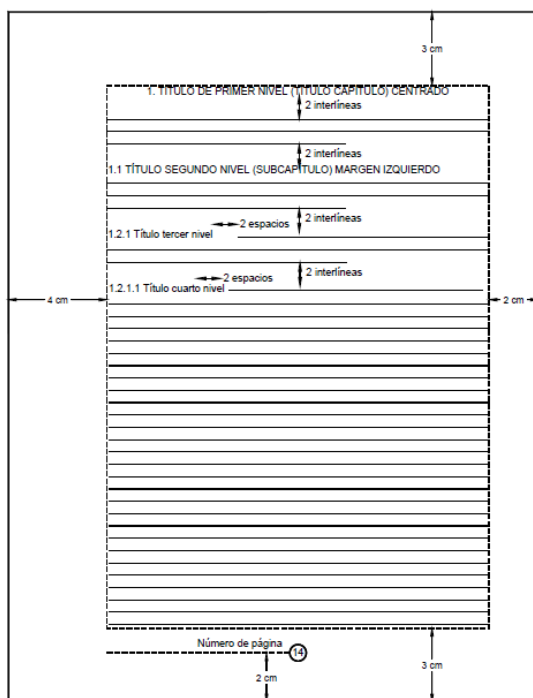 3 cm
1. TÍTULO DE PRIMER NIVEL (TÍTULO CAPÍTULO) CENTRADO
2 interlíneas
2 interlíneas
1.1 TÍTULO SEGUNDO NIVEL (SUBCAPÍTULO) MARGEN IZQUIERDO
2 espacios
2 interlíneas
1.2.1 Título tercer nivel
2 espacios
2 interlíneas
1.2.1.1 Título cuarto nivel
4 cm
2 cm
Número de página
14
2 cm
3 cm